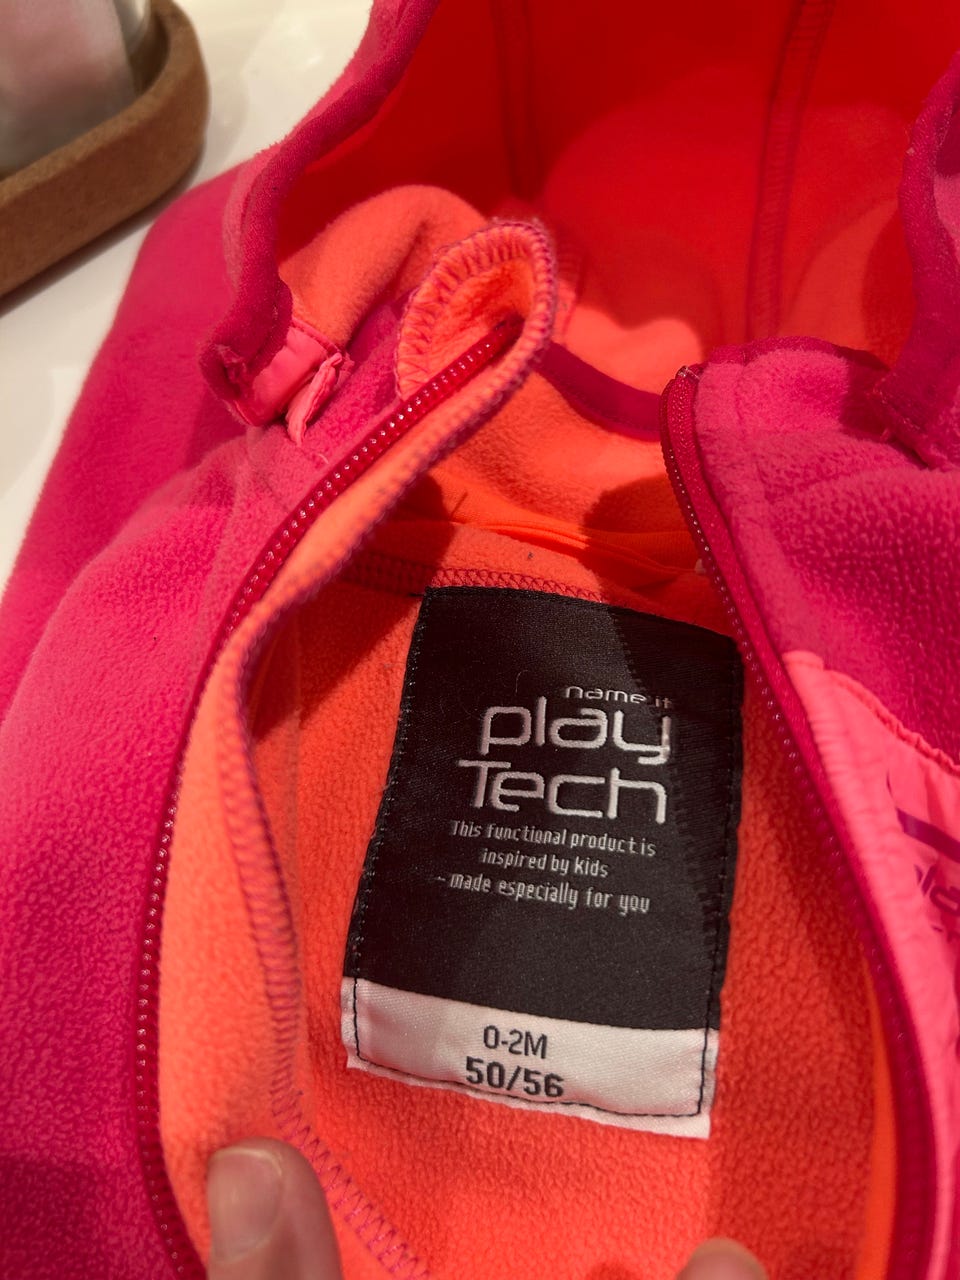 name it
play
Tech
This functional product is
inspired by kids
- made especially for you
0-2M
50/56